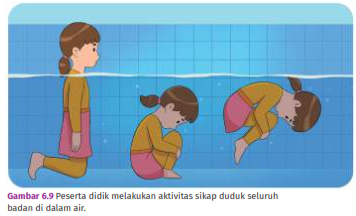 Gambar 6.9 Peserta didik melakukan aktivitas sikap duduk seluruh
badan di dalam air.